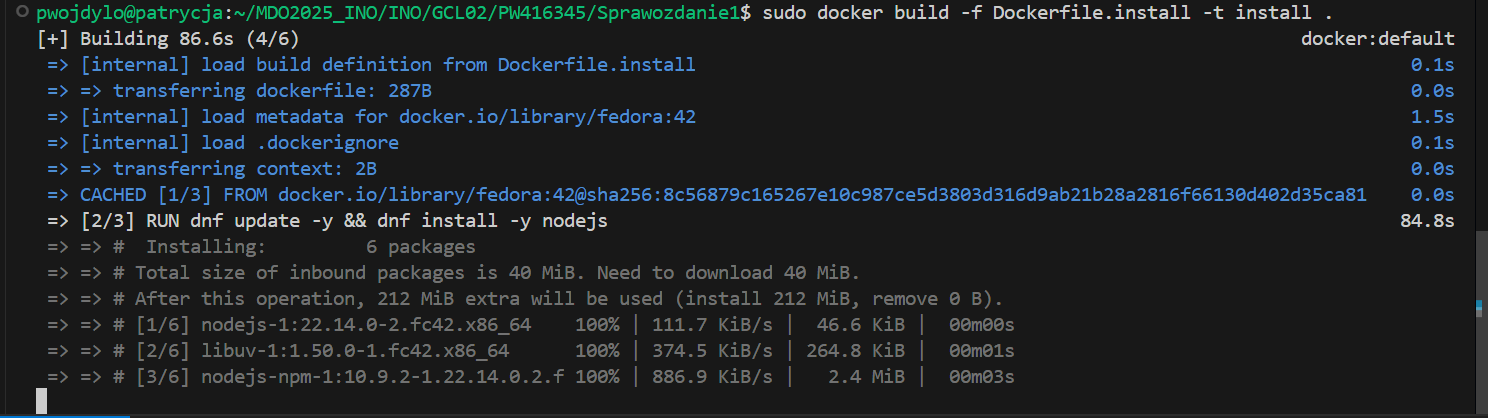 pwojdylo@patrycja:~/MDO2025_INO/INO/GCL02/PW416345/Sprawozdanie1$ sudo docker build -f Dockerfile.install -t install .
[+] Building 86.6s (4/6) docker:default
=> [internal] load build definition from Dockerfile.install 0.1s
=> => transferring dockerfile: 287B 0.0s
=> [internal] load metadata for docker.io/library/fedora:42 1.5s
=> [internal] load .dockerignore 0.1s
=> => transferring context: 2B 0.0s
=> CACHED [1/3] FROM docker.io/library/fedora:42@sha256:8c56879c165267e10c987ce5d3803d316d9ab21b28a2816f66130d402d35ca81 0.0s
=> [2/3] RUN dnf update -y && dnf install -y nodejs 84.8s
=> => # Installing: 6 packages
=> => # Total size of inbound packages is 40 MiB. Need to download 40 MiB.
=> => # After this operation, 212 MiB extra will be used (install 212 MiB, remove 0 B).
=> => # [1/6] nodejs-1:22.14.0-2.fc42.x86_64 100% | 111.7 KiB/s | 46.6 KiB | 00m00s
=> => # [2/6] libuv-1:1.50.0-1.fc42.x86_64 100% | 374.5 KiB/s | 264.8 KiB | 00m01s
=> => # [3/6] nodejs-npm-1:10.9.2-1.22.14.0.2.f 100% | 886.9 KiB/s | 2.4 MiB | 00m03s